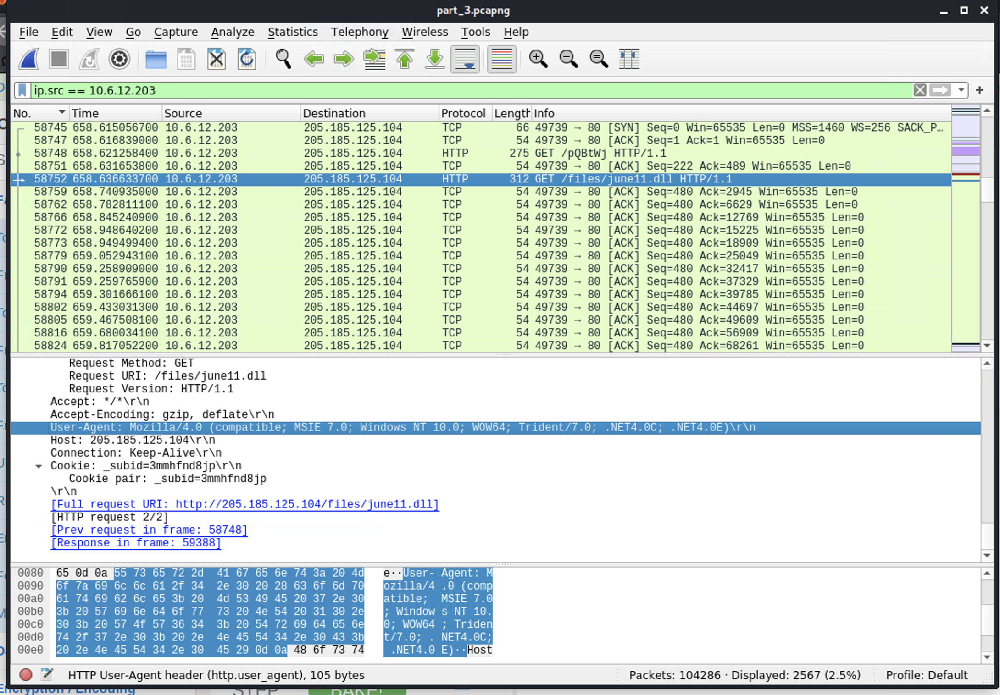 part_3.pcapng
File Edit View Go Capture Analyze Statistics Telephony Wireless Tools Help
ip.src == 10.6.12.203
No. Time Source Destination Protocol Length Info
58745 658.615056700 10.6.12.203 205.185.125.104 TCP 66 49739 → 80 [SYN] Seq=0 Win=65535 Len=0 MSS=1460 WS=256 SACK_P…
58747 658.616839000 10.6.12.203 205.185.125.104 TCP 54 49739 → 80 [ACK] Seq=1 Ack=1 Win=65535 Len=0
58748 658.621258400 10.6.12.203 205.185.125.104 HTTP 275 GET /pQBtWj HTTP/1.1
58751 658.631653800 10.6.12.203 205.185.125.104 TCP 54 49739 → 80 [ACK] Seq=222 Ack=489 Win=65535 Len=0
58752 658.636633700 10.6.12.203 205.185.125.104 HTTP 312 GET /files/june11.dll HTTP/1.1
58759 658.740935000 10.6.12.203 205.185.125.104 TCP 54 49739 → 80 [ACK] Seq=480 Ack=2945 Win=65535 Len=0
58762 658.782811100 10.6.12.203 205.185.125.104 TCP 54 49739 → 80 [ACK] Seq=480 Ack=6629 Win=65535 Len=0
58766 658.845240900 10.6.12.203 205.185.125.104 TCP 54 49739 → 80 [ACK] Seq=480 Ack=12769 Win=65535 Len=0
58772 658.948640200 10.6.12.203 205.185.125.104 TCP 54 49739 → 80 [ACK] Seq=480 Ack=15225 Win=65535 Len=0
58773 658.949499400 10.6.12.203 205.185.125.104 TCP 54 49739 → 80 [ACK] Seq=480 Ack=18909 Win=65535 Len=0
58779 659.052943100 10.6.12.203 205.185.125.104 TCP 54 49739 → 80 [ACK] Seq=480 Ack=25049 Win=65535 Len=0
58790 659.258909000 10.6.12.203 205.185.125.104 TCP 54 49739 → 80 [ACK] Seq=480 Ack=32417 Win=65535 Len=0
58791 659.259765900 10.6.12.203 205.185.125.104 TCP 54 49739 → 80 [ACK] Seq=480 Ack=37329 Win=65535 Len=0
58794 659.301666100 10.6.12.203 205.185.125.104 TCP 54 49739 → 80 [ACK] Seq=480 Ack=39785 Win=65535 Len=0
58802 659.433031300 10.6.12.203 205.185.125.104 TCP 54 49739 → 80 [ACK] Seq=480 Ack=44697 Win=65535 Len=0
58805 659.467508100 10.6.12.203 205.185.125.104 TCP 54 49739 → 80 [ACK] Seq=480 Ack=49609 Win=65535 Len=0
58816 659.680034100 10.6.12.203 205.185.125.104 TCP 54 49739 → 80 [ACK] Seq=480 Ack=56909 Win=65535 Len=0
58824 659.817052200 10.6.12.203 205.185.125.104 TCP 54 49739 → 80 [ACK] Seq=480 Ack=68261 Win=65535 Len=0
Request Method: GET
Request URI: /files/june11.dll
Request Version: HTTP/1.1
Accept: */*\r\n
Accept-Encoding: gzip, deflate\r\n
User-Agent: Mozilla/4.0 (compatible; MSIE 7.0; Windows NT 10.0; WOW64; Trident/7.0; .NET4.0C; .NET4.0E)\r\n
Host: 205.185.125.104\r\n
Connection: Keep-Alive\r\n
Cookie: _subid=3mmhfnd8jp\r\n
Cookie pair: _subid=3mmhfnd8jp
\r\n
[Full request URI: http://205.185.125.104/files/june11.dll]
[HTTP request 2/2]
[Prev request in frame: 58748]
[Response in frame: 59388]
0080 65 0d 0a 55 73 65 72 2d 41 67 65 6e 74 3a 20 4d e··User- Agent: M
0090 6f 7a 69 6c 6c 61 2f 34 2e 30 20 28 63 6f 6d 70 ozilla/4 .0 (comp
00a0 61 74 69 62 6c 65 3b 20 4d 53 49 45 20 37 2e 30 atible; MSIE 7.0
00b0 3b 20 57 69 6e 64 6f 77 73 20 4e 54 20 31 30 2e ; Window s NT 10.
00c0 30 3b 20 57 4f 57 36 34 3b 20 54 72 69 64 65 6e 0; WOW64 ; Triden
00d0 74 2f 37 2e 30 3b 20 2e 4e 45 54 34 2e 30 43 3b t/7.0; . NET4.0C;
00e0 20 2e 4e 45 54 34 2e 30 45 29 0d 0a 48 6f 73 74 .NET4.0 E)··Host
HTTP User-Agent header (http.user_agent), 105 bytes
Packets: 104286 · Displayed: 2567 (2.5%)
Profile: Default
Encryption / Encoding
STEP
BAKE!